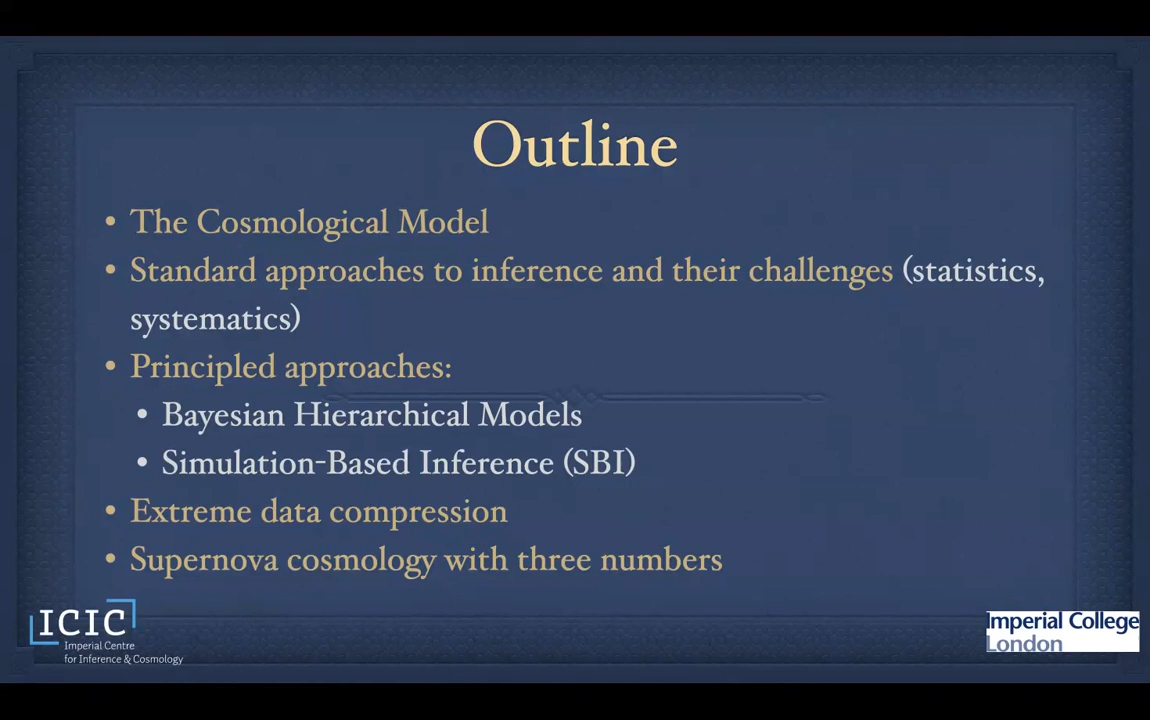 Outline
• The Cosmological Model
• Standard approaches to inference and their challenges (statistics,
systematics)
• Principled approaches:
• Bayesian Hierarchical Models
• Simulation-Based Inference (SBI)
• Extreme data compression
• Supernova cosmology with three numbers
ICIC
Imperial Centre
for Inference & Cosmology
Imperial College
London